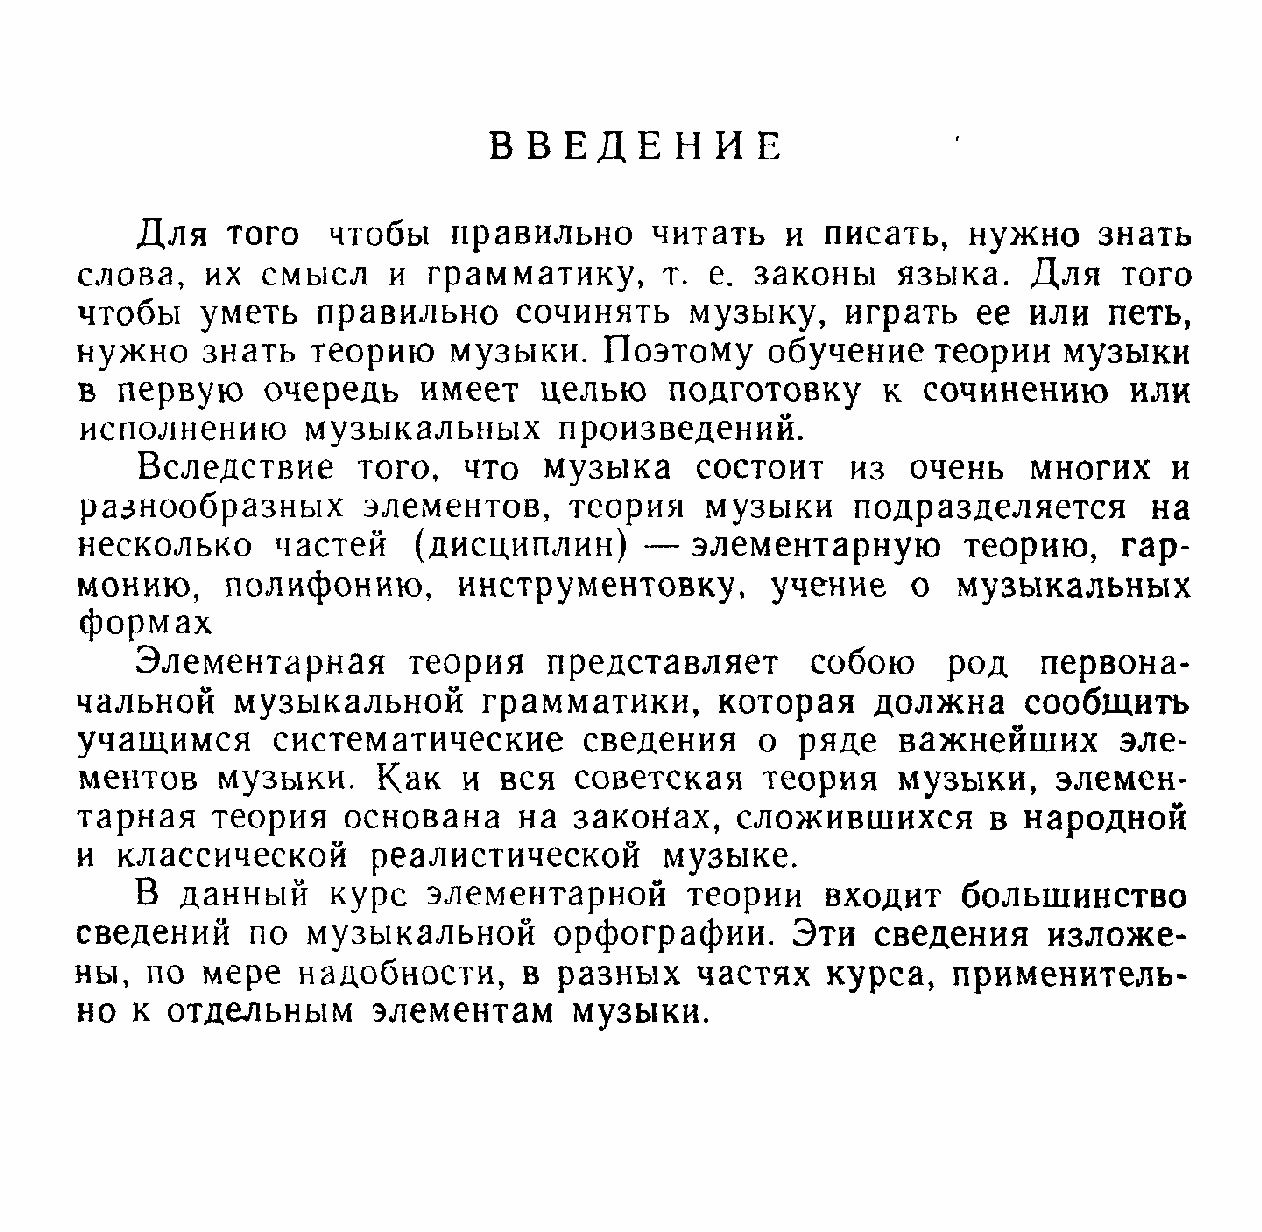 ВВЕДЕНИЕ
Для того чтобы правильно читать и писать, нужно знать
слова, их смысл и грамматику, т. е. законы языка. Для того
чтобы уметь правильно сочинять музыку, играть ее или петь,
нужно знать теорию музыки. Поэтому обучение теории музыки
в первую очередь имеет целью подготовку к сочинению или
исполнению музыкальных произведений.
Вследствие того, что музыка состоит из очень многих и
разнообразных элементов, теория музыки подразделяется на
несколько частей (дисциплин) — элементарную теорию, гар-
монию, полифонию, инструментовку, учение о музыкальных
формах
Элементарная теория представляет собою род первона-
чальной музыкальной грамматики, которая должна сообщить
учащимся систематические сведения о ряде важнейших эле-
ментов музыки. Как и вся советская теория музыки, элемен-
тарная теория основана на законах, сложившихся в народной
и классической реалистической музыке.
В данный курс элементарной теории входит большинство
сведений по музыкальной орфографии. Эти сведения изложе-
ны, по мере надобности, в разных частях курса, применитель-
но к отдельным элементам музыки.